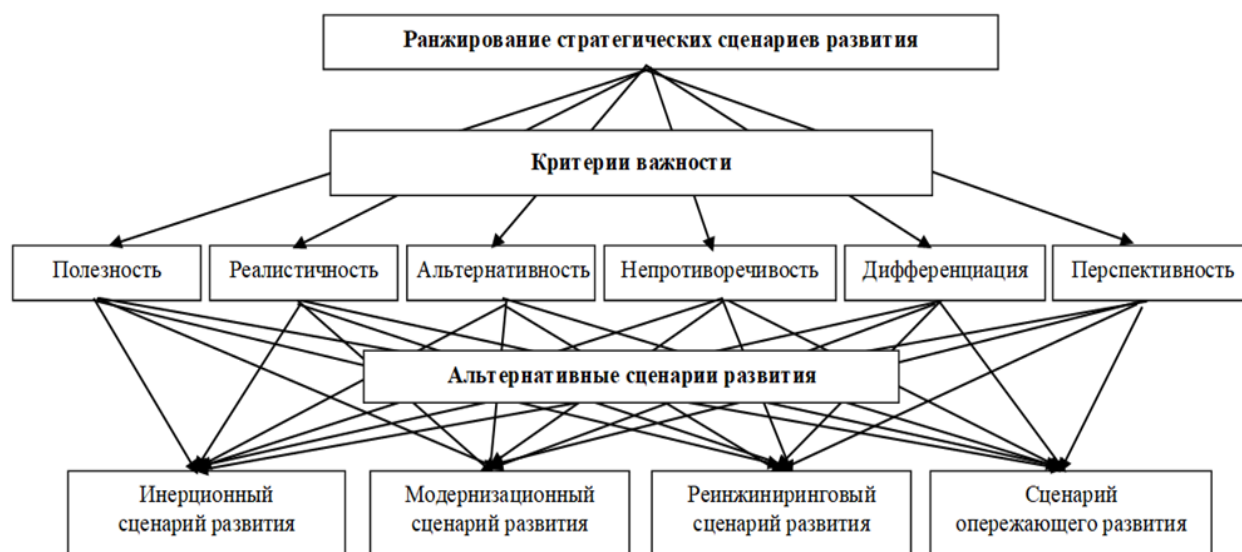 Ранжирование стратегических сценариев развития
Критерии важности
Полезность
Реалистичность
Альтернативность
Непротиворечивость
Дифференциация
Перспективность
Альтернативные сценарии развития
Инерционный
сценарий развития
Модернизационный
сценарий развития
Реинжиниринговый
сценарий развития
Сценарий
опережающего развития